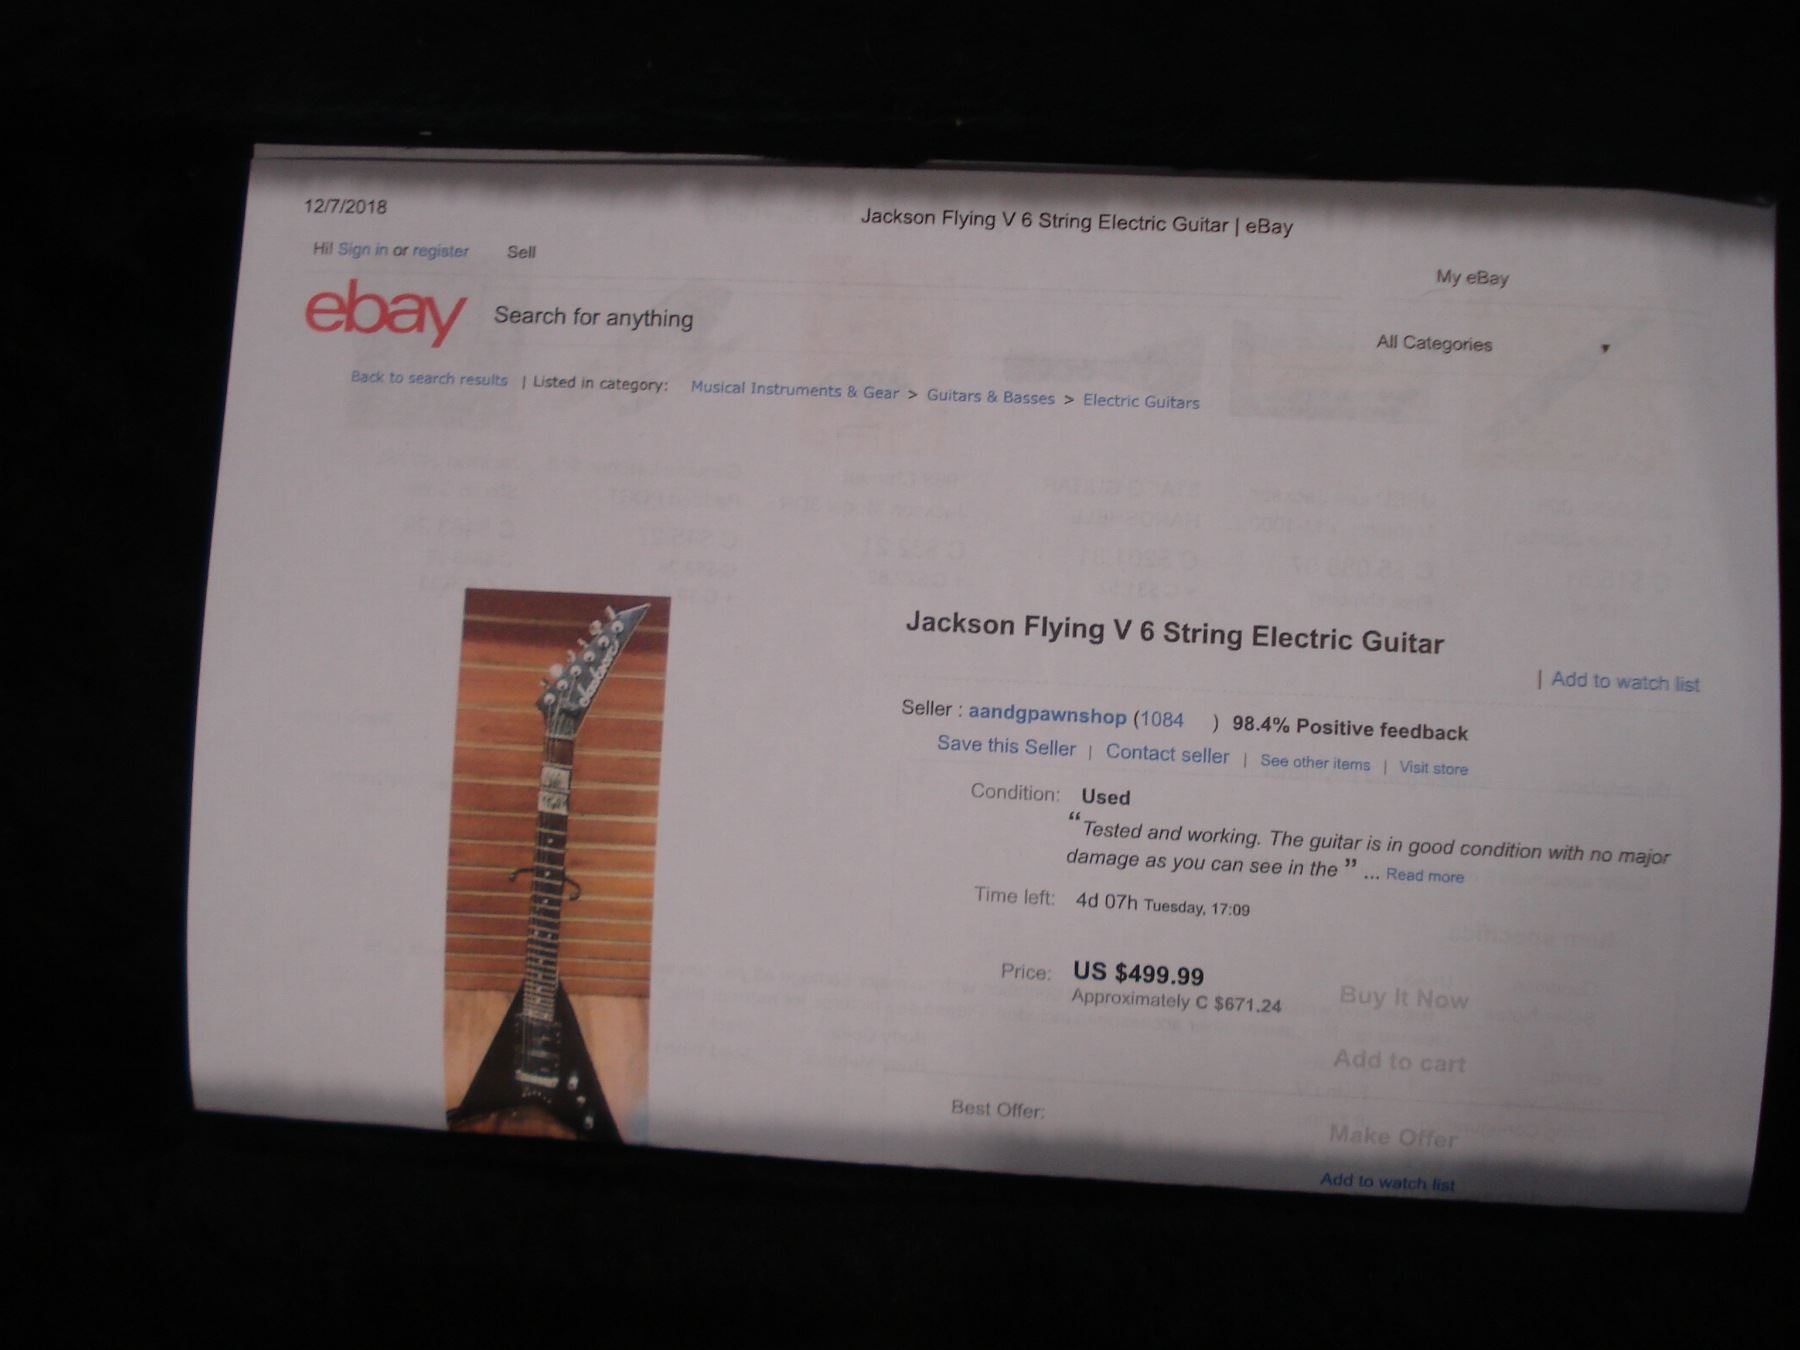 12/7/2018
Jackson Flying V 6 String Electric Guitar | eBay
Hi! Sign in or register Sell
My eBay
ebay Search for anything
All Categories
Back to search results | Listed in category: Musical Instruments & Gear > Guitars & Basses > Electric Guitars
Jackson
Jackson Flying V 6 String Electric Guitar
| Add to watch list
Seller : aandgpawnshop (1084 ) 98.4% Positive feedback
Save this Seller | Contact seller | See other items | Visit store
Condition: Used
“Tested and working. The guitar is in good condition with no major
damage as you can see in the ” ... Read more
Time left: 4d 07h Tuesday, 17:09
Price: US $499.99
Approximately C $671.24
Buy It Now
Add to cart
Best Offer:
Make Offer
Add to watch list